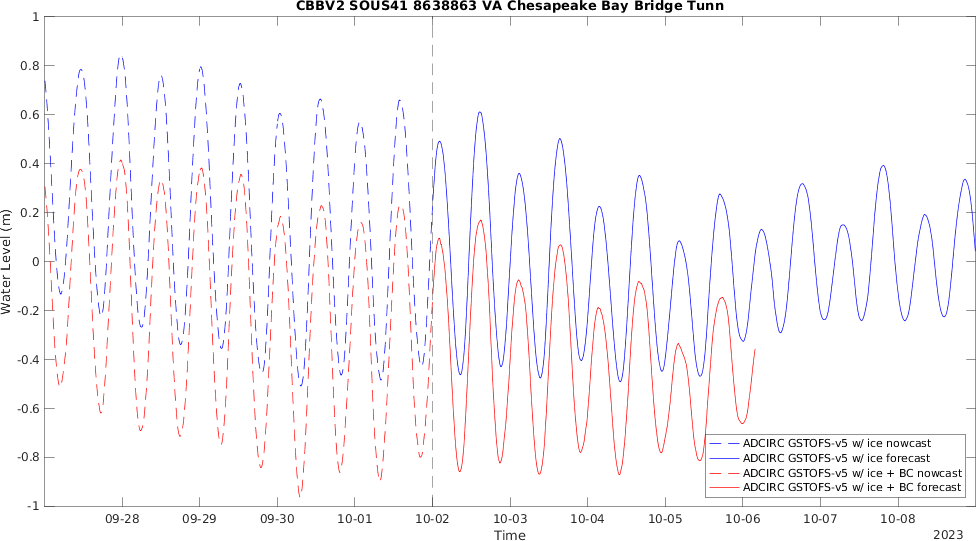 CBBV2 SOUS41 8638863 VA Chesapeake Bay Bridge Tunn
Water Level (m)
1
0.8
0.6
0.4
0.2
0
-0.2
-0.4
-0.6
-0.8
-1
ADCIRC GSTOFS-v5 w/ ice nowcast
ADCIRC GSTOFS-v5 w/ ice forecast
ADCIRC GSTOFS-v5 w/ ice + BC nowcast
ADCIRC GSTOFS-v5 w/ ice + BC forecast
09-28 09-29 09-30 10-01 10-02 10-03 10-04 10-05 10-06 10-07 10-08
Time
2023